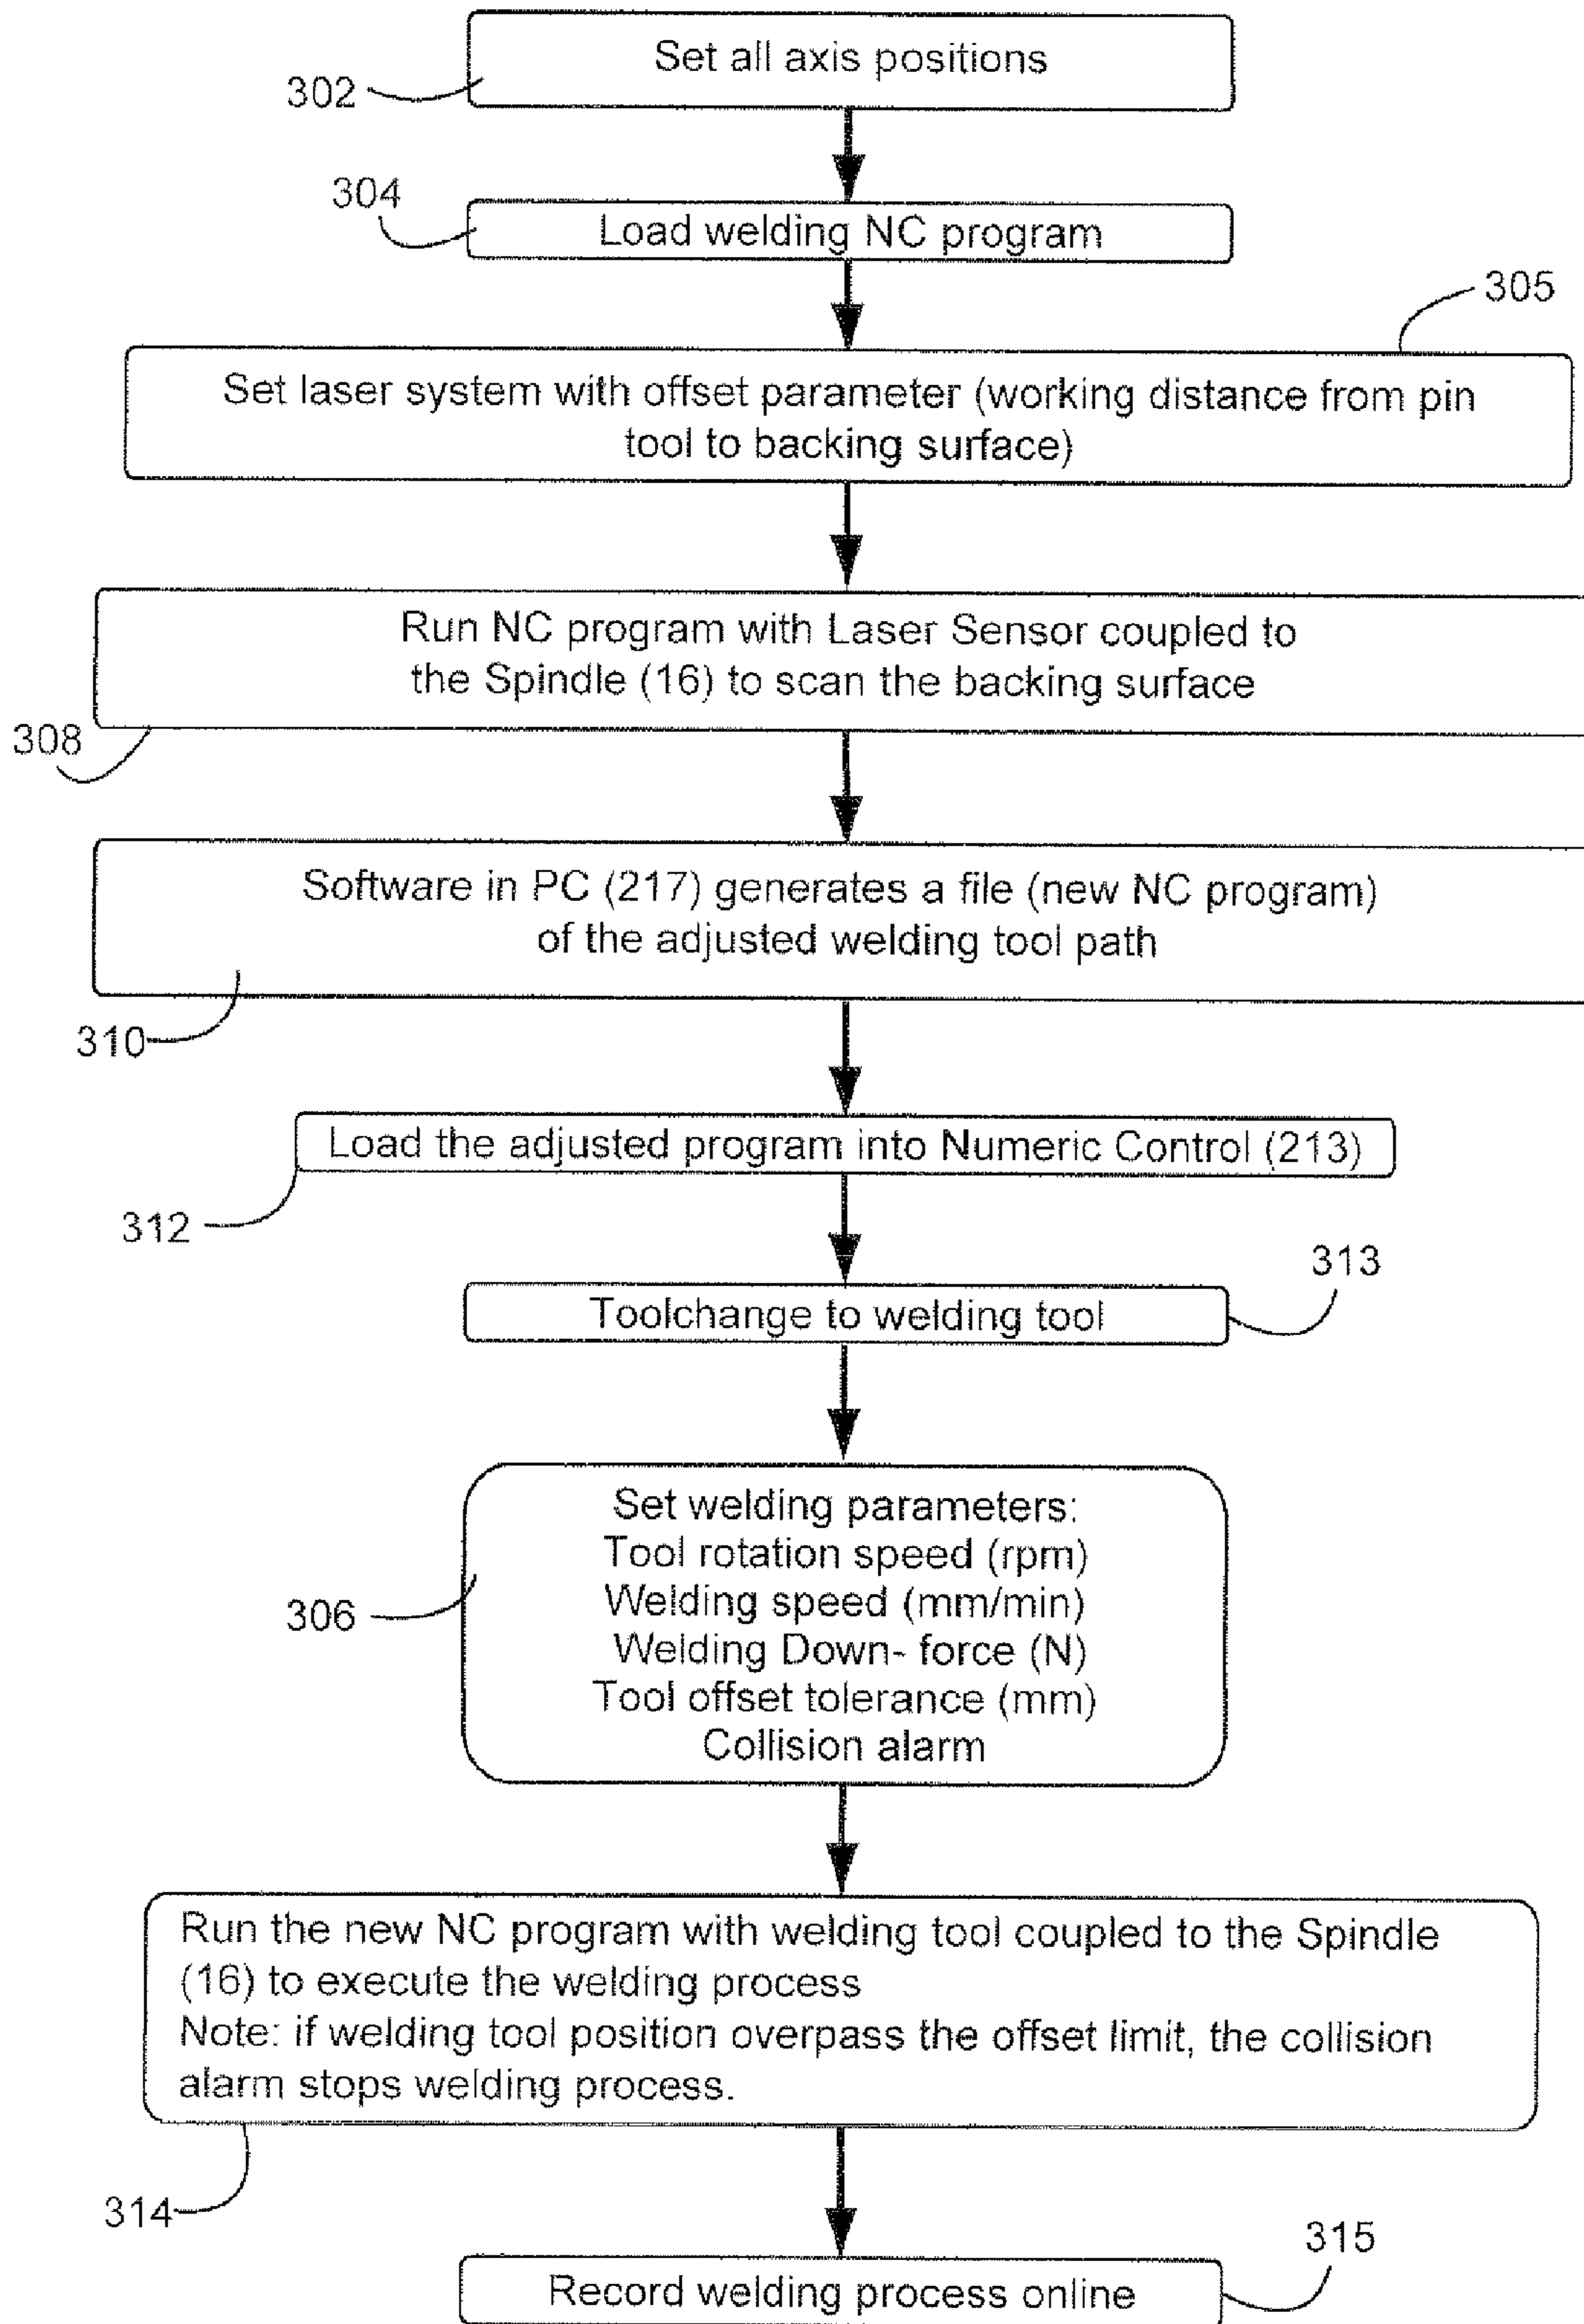 Set all axis positions
302
304
Load welding NC program
305
Set laser system with offset parameter (working distance from pin
tool to backing surface)
Run NC program with Laser Sensor coupled to
the Spindle (16) to scan the backing surface
308
Software in PC (217) generates a file (new NC program)
of the adjusted welding tool path
310
Load the adjusted program into Numeric Control (213)
312
313
Toolchange to welding tool
Set welding parameters:
Tool rotation speed (rpm)
Welding speed (mm/min)
306
Welding Down- force (N)
Tool offset tolerance (mm)
Collision alarm
Run the new NC program with welding tool coupled to the Spindle
(16) to execute the welding process
Note: if welding tool position overpass the offset limit, the collision
alarm stops welding process.
314
315
Record welding process online